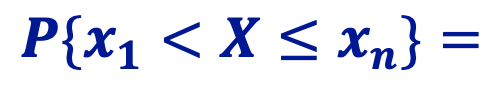 P{x₁ < X ≤ xₙ} =